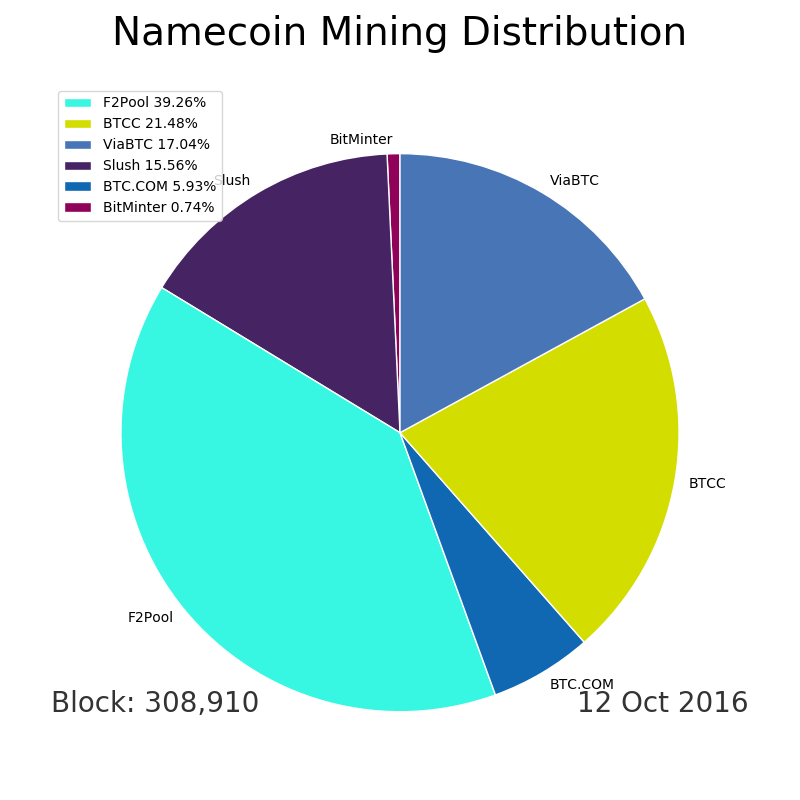 Namecoin Mining Distribution
F2Pool 39.26%
BTCC 21.48%
ViaBTC 17.04%
Slush 15.56%
BTC.COM 5.93%
BitMinter 0.74%
BitMinter
Slush
ViaBTC
BTCC
F2Pool
BTC.COM
Block: 308,910
12 Oct 2016